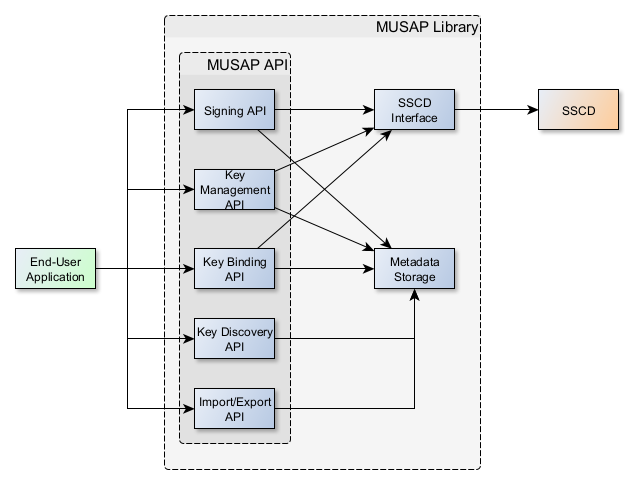 MUSAP Library
MUSAP API
Signing API
SSCD
Interface
SSCD
Key
Management
API
End-User
Application
Key Binding
API
Metadata
Storage
Key Discovery
API
Import/Export
API